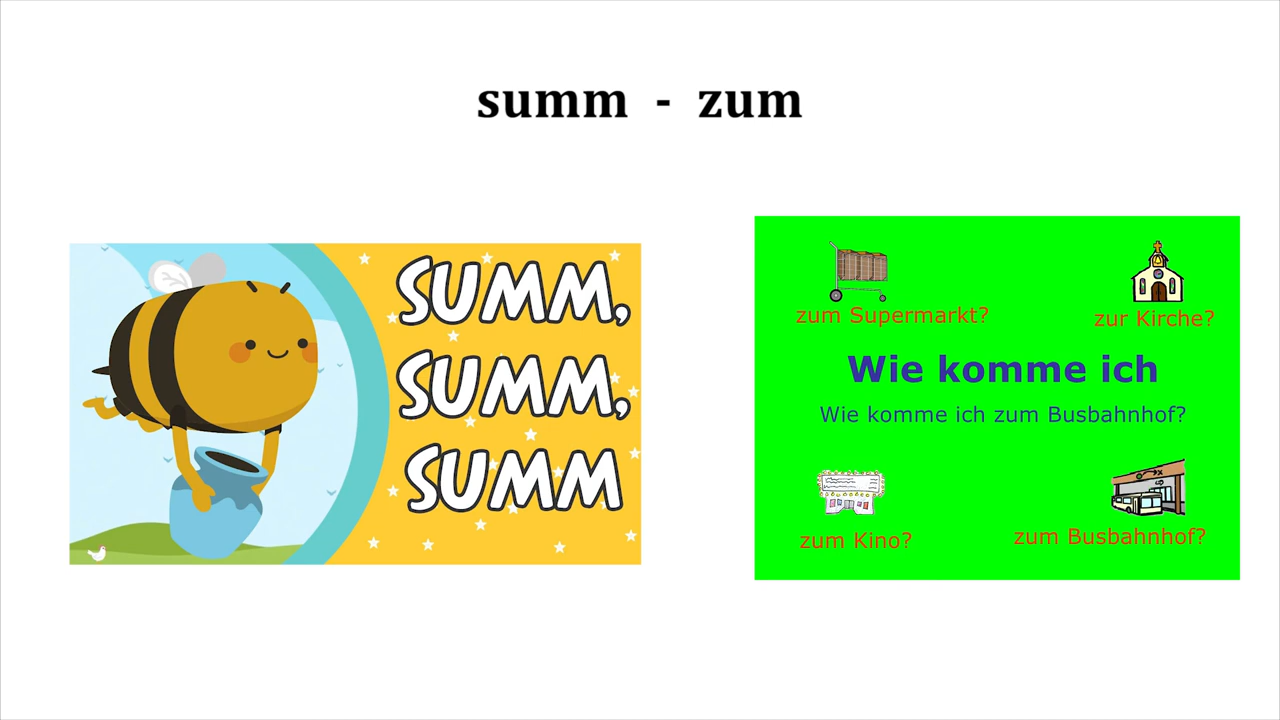 summ - zum
SUMM,
SUMM,
SUMM
zum Supermarkt?
zur Kirche?
Wie komme ich
Wie komme ich zum Busbahnhof?
zum Kino?
zum Busbahnhof?